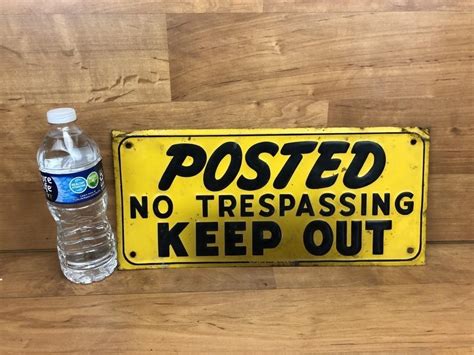 POSTED
NO TRESPASSING
KEEP OUT